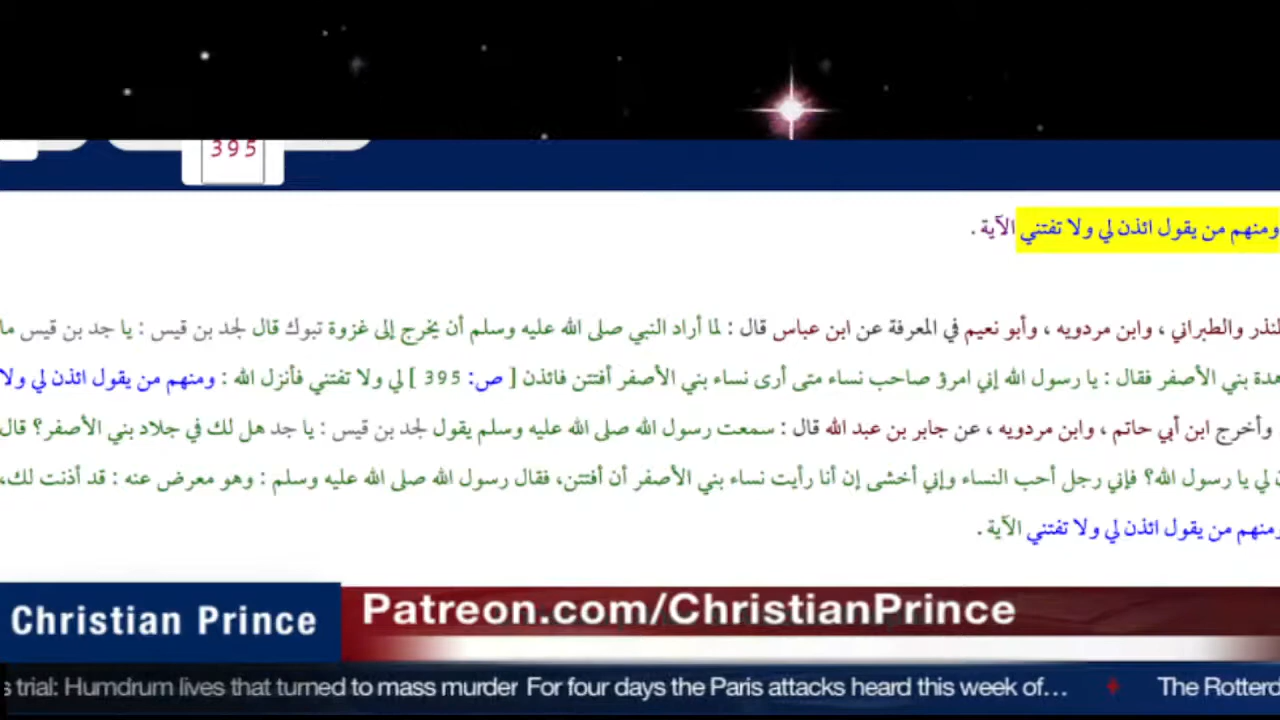 395
ومنهم من يقول ائذن لي ولا تفتني الآية .
والطبراني ، وابن مردويه ، وأبو نعيم في المعرفة عن ابن عباس قال : لما أراد النبي صلى الله عليه وسلم أن يخرج إلى غزوة تبوك قال لجد بن قيس : يا جد بن قيس ما
بني الأصفر فقال : يا رسول الله إني امرؤ صاحب نساء متى أرى نساء بني الأصفر أفتتن فائذن [ ص: 395 ] لي ولا تفتني فأنزل الله : ومنهم من يقول ائذن لي ولا
وأخرج ابن أبي حاتم ، وابن مردويه ، عن جابر بن عبد الله قال : سمعت رسول الله صلى الله عليه وسلم يقول لجد بن قيس : يا جد هل لك في جلاد بني الأصفر؟ قال
لي يا رسول الله؟ فإني رجل أحب النساء وإني أخشى إن أنا رأيت نساء بني الأصفر أن أفتتن، فقال رسول الله صلى الله عليه وسلم : وهو معرض عنه : قد أذنت لك،
ومنهم من يقول ائذن لي ولا تفتني الآية .
Christian Prince
Patreon.com/ChristianPrince
s trial: Humdrum lives that turned to mass murder For four days the Paris attacks heard this week of… The Rotterd